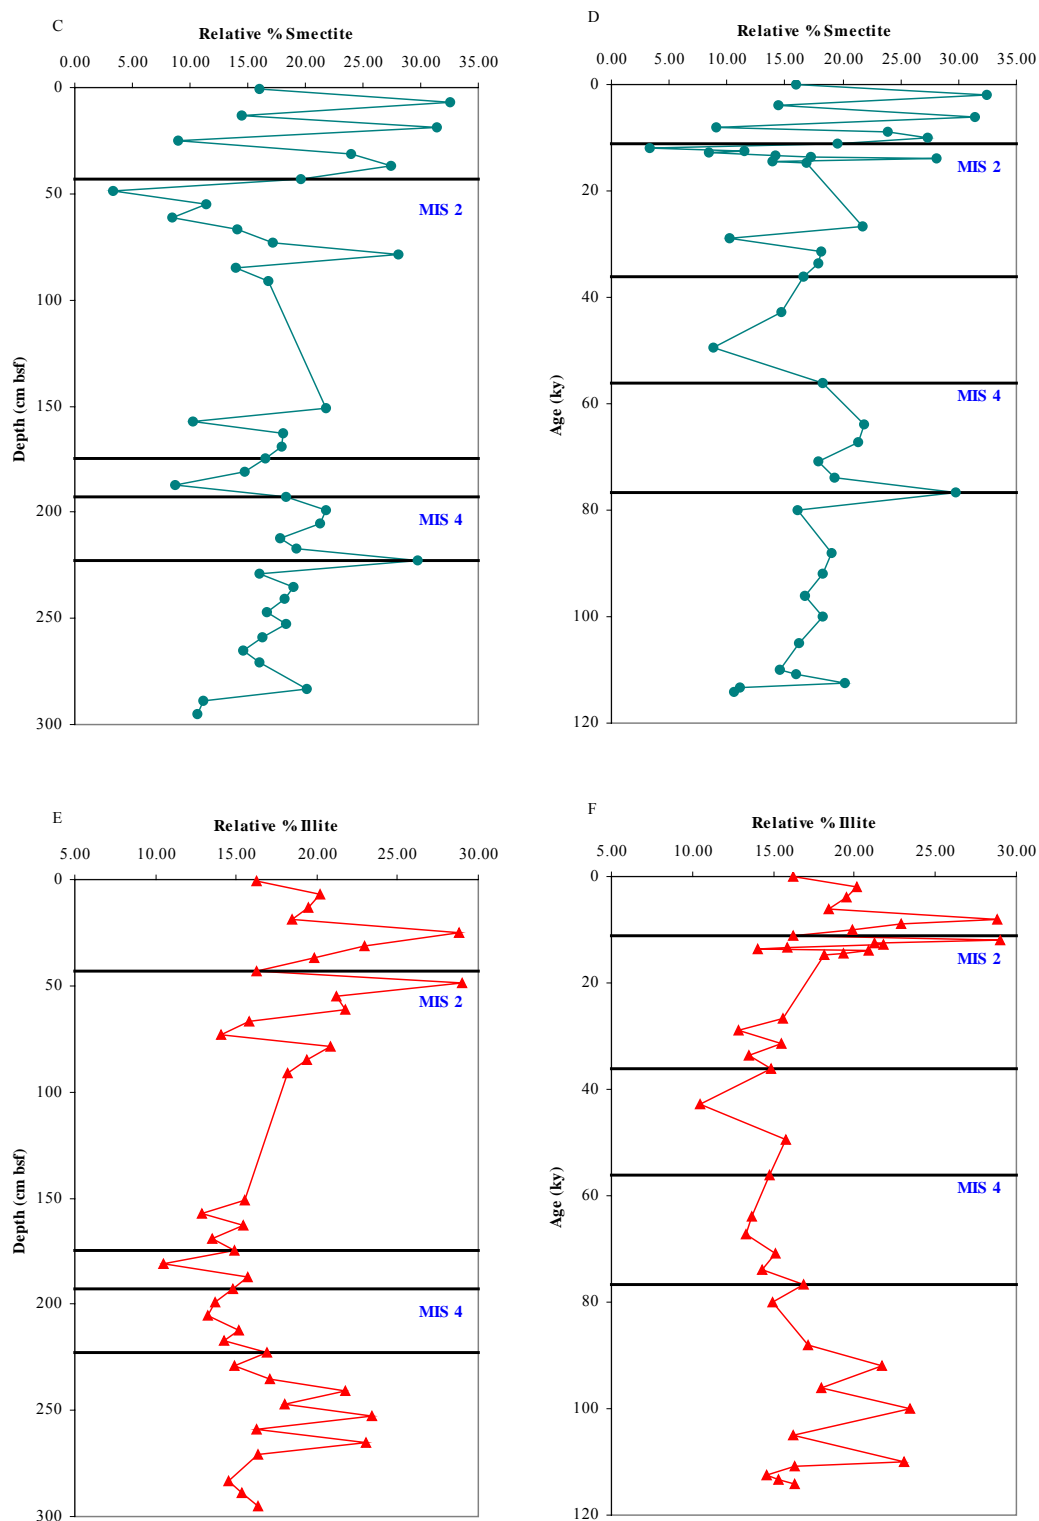 C
Relative % Smectite
0.00 5.00 10.00 15.00 20.00 25.00 30.00 35.00
0
50
100
150
200
250
300
Depth (cm bsf)
MIS 2
MIS 4
D
Relative % Smectite
0.00 5.00 10.00 15.00 20.00 25.00 30.00 35.00
0
20
40
60
80
100
120
Age (ky)
MIS 2
MIS 4
E
Relative % Illite
5.00 10.00 15.00 20.00 25.00 30.00
0
50
100
150
200
250
300
Depth (cm bsf)
MIS 2
MIS 4
F
Relative % Illite
5.00 10.00 15.00 20.00 25.00 30.00
0
20
40
60
80
100
120
Age (ky)
MIS 2
MIS 4